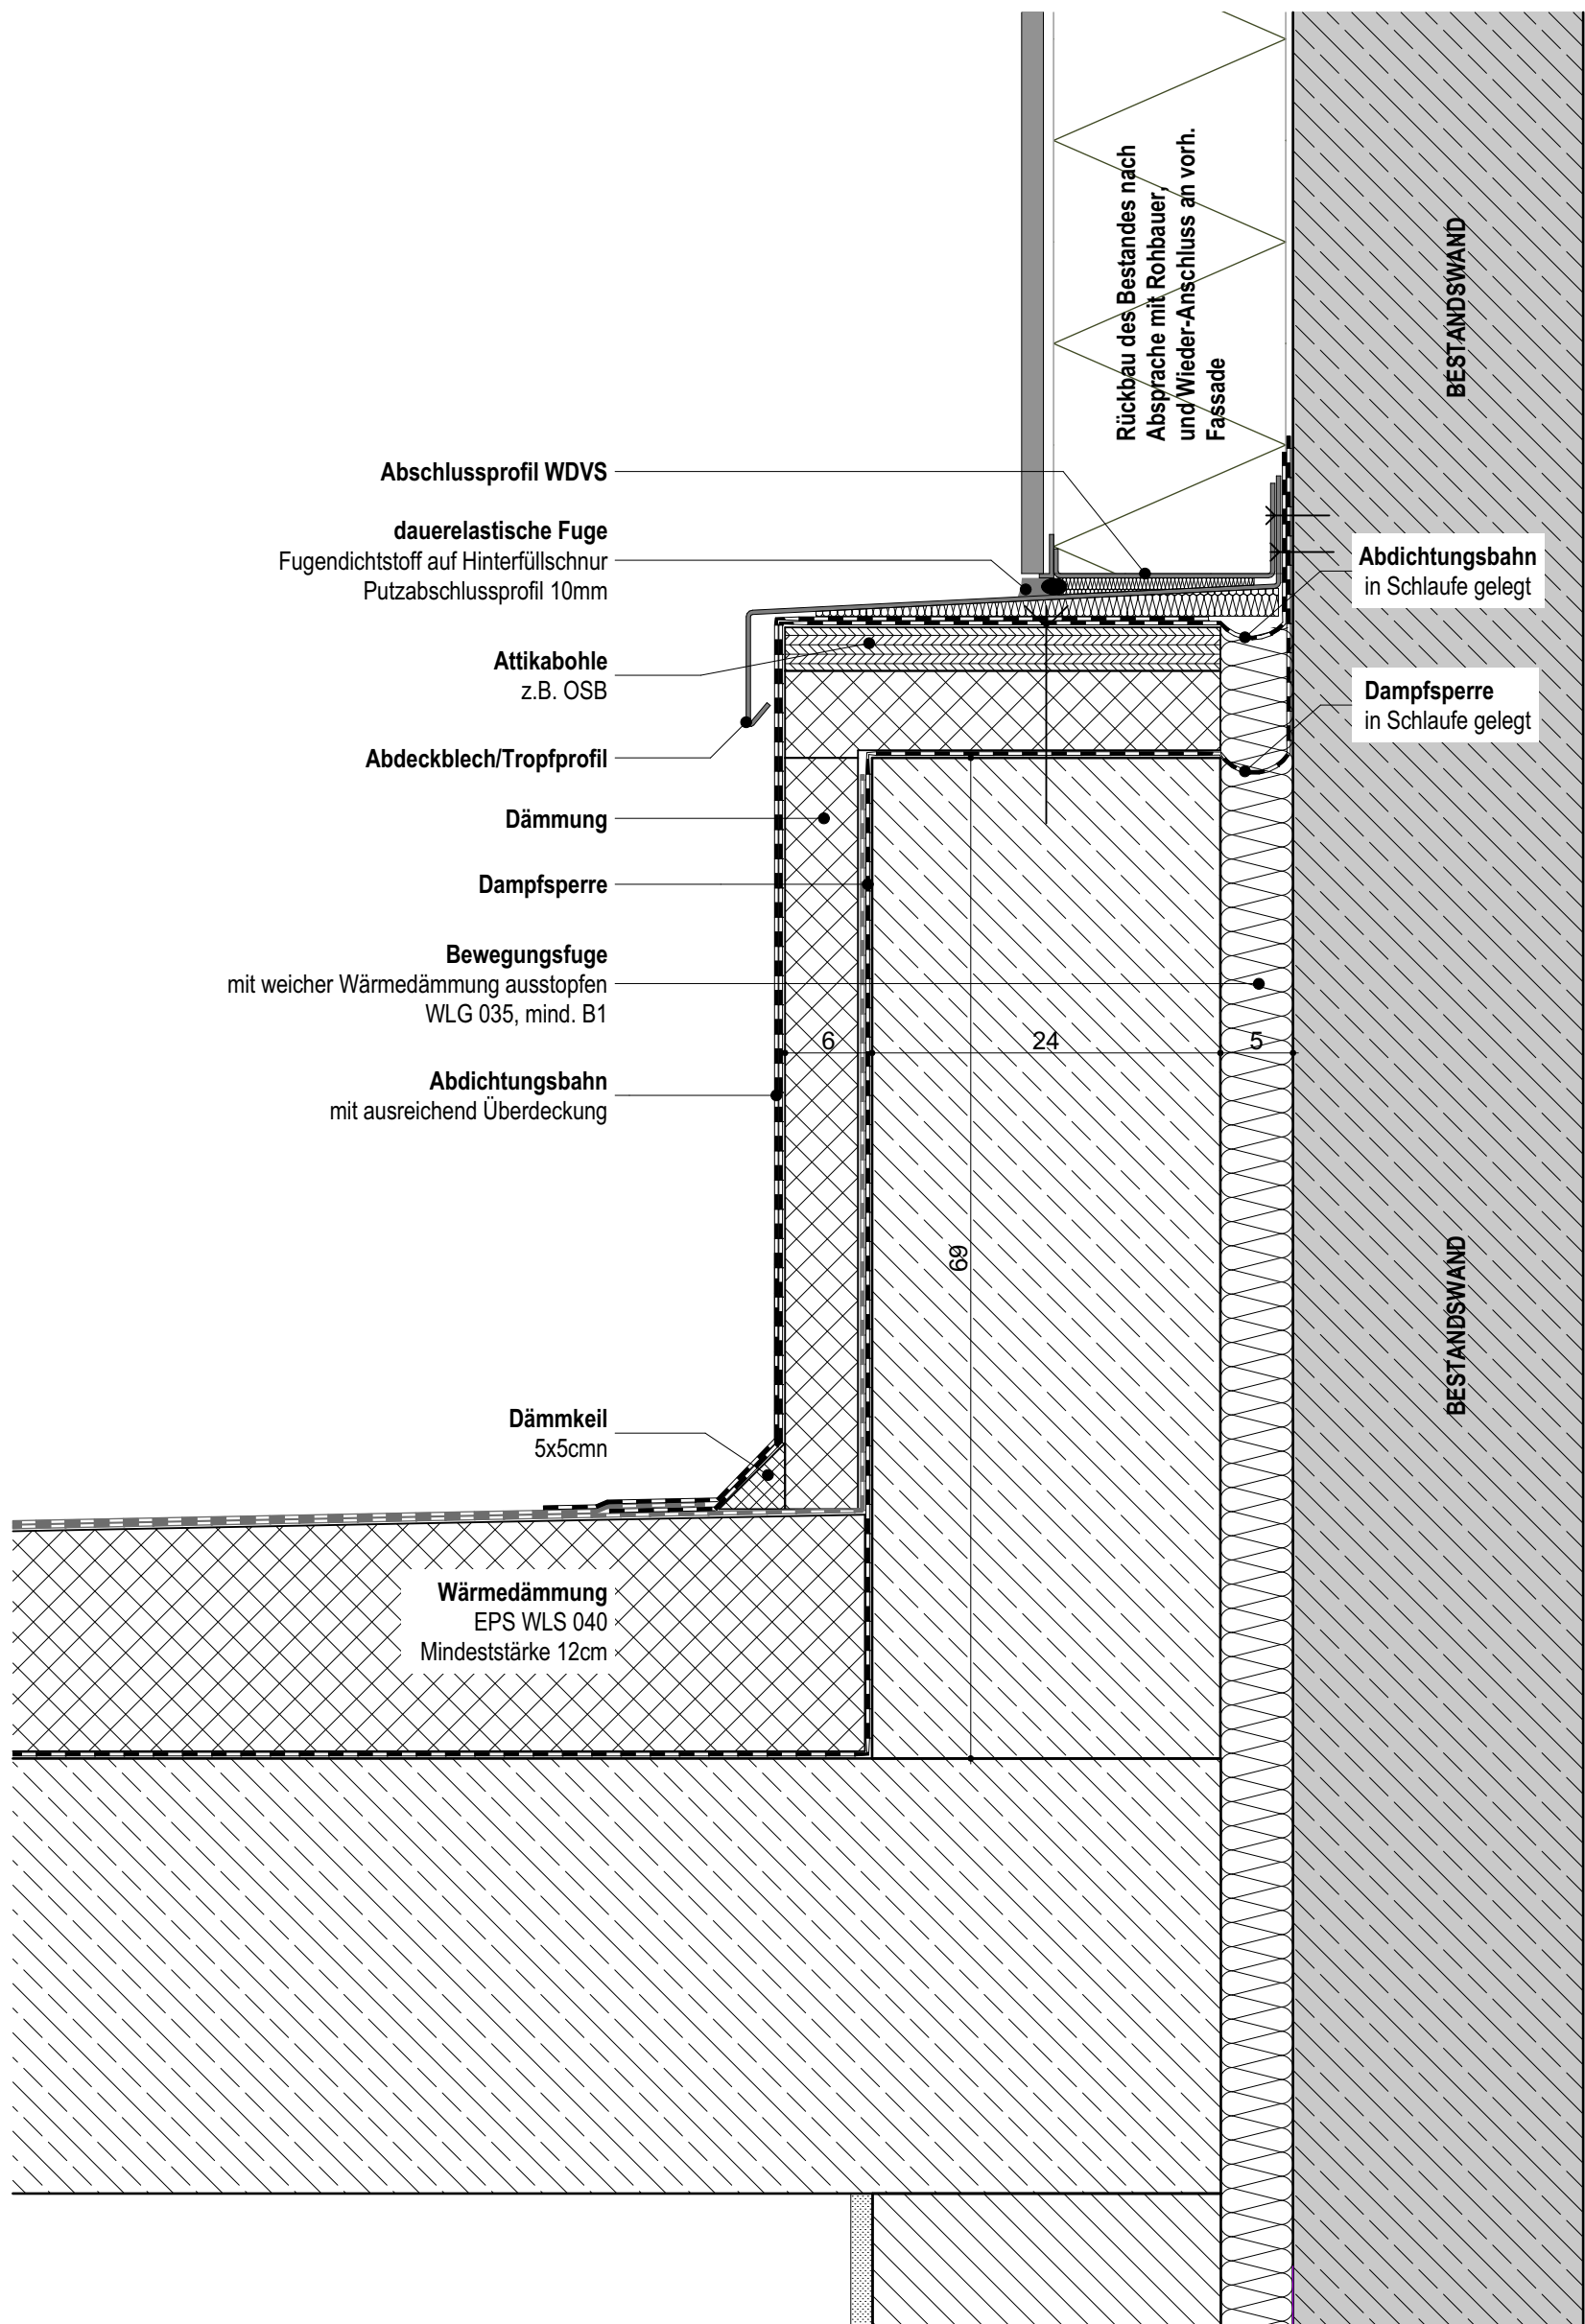 Rückbau des Bestandes nach
Absprache mit Rohbauer,
und Wieder-Anschluss an vorh.
Fassade
BESTANDSWAND
Abschlussprofil WDVS
dauerelastische Fuge
Fugendichtstoff auf Hinterfüllschnur
Putzabschlussprofil 10mm
Abdichtungsbahn
in Schlaufe gelegt
Attikabohle
z.B. OSB
Dampfsperre
in Schlaufe gelegt
Abdeckblech/Tropfprofil
Dämmung
Dampfsperre
Bewegungsfuge
mit weicher Wärmedämmung ausstopfen
WLG 035, mind. B1
6
24
5
Abdichtungsbahn
mit ausreichend Überdeckung
69
BESTANDSWAND
Dämmkeil
5x5cmn
Wärmedämmung
EPS WLS 040
Mindeststärke 12cm